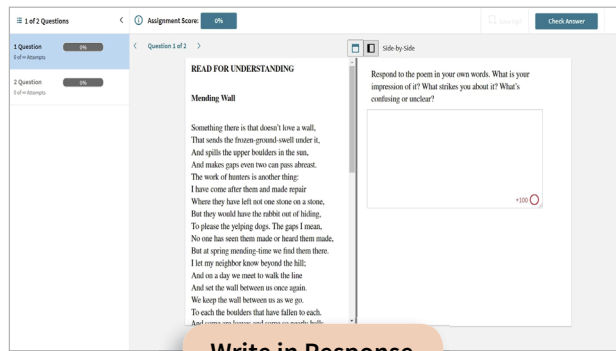 1 of 2 Questions
Assignment Score:
0%
Check Answer
1 Question
0%
0 of ∞ Attempts
2 Question
0%
0 of ∞ Attempts
Question 1 of 2
Side-by-Side
READ FOR UNDERSTANDING
Mending Wall
Something there is that doesn't love a wall,
That sends the frozen-ground-swell under it,
And spills the upper boulders in the sun,
And makes gaps even two can pass abreast.
The work of hunters is another thing:
I have come after them and made repair
Where they have left not one stone on a stone,
But they would have the rabbit out of hiding,
To please the yelping dogs. The gaps I mean,
No one has seen them made or heard them made,
But at spring mending-time we find them there.
I let my neighbor know beyond the hill;
And on a day we meet to walk the line
And set the wall between us once again.
We keep the wall between us as we go.
To each the boulders that have fallen to each.
And some are loaves and some so nearly balls
Respond to the poem in your own words. What is your
impression of it? What strikes you about it? What's
confusing or unclear?
+100
Write in Response